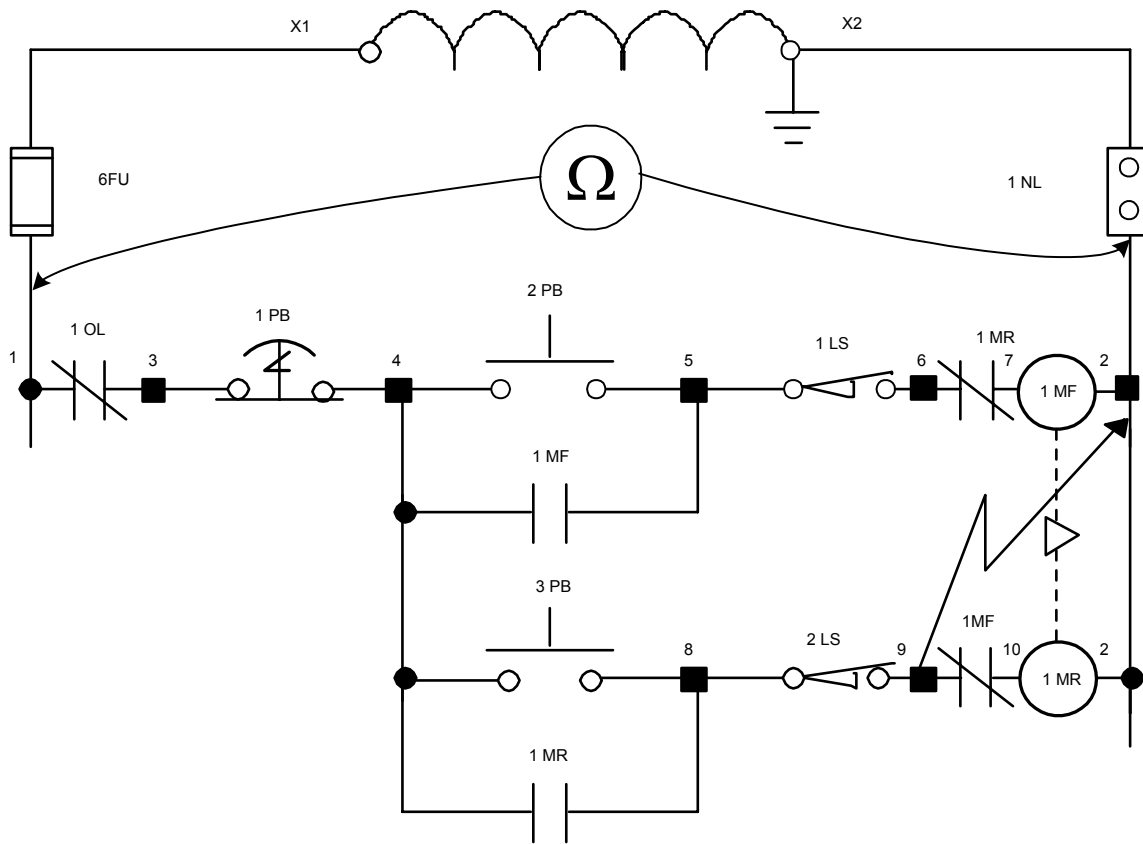 X1
X2
6FU
Ω
1 NL
2 PB
1 OL
1 PB
1 LS
1 MR
1
3
4
5
6
7
2
1 MF
1 MF
3 PB
2 LS
1MF
8
9
10
2
1 MR
1 MR